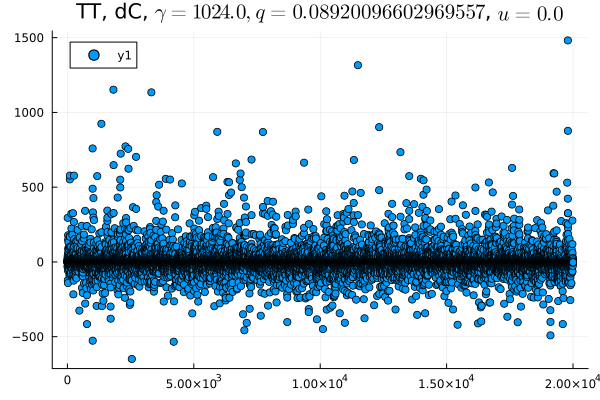 TT, dC, γ = 1024.0, q = 0.08920096602969557, u = 0.0
y1
1500
1000
500
0
−500
0 5.00×10³ 1.00×10⁴ 1.50×10⁴ 2.00×10⁴